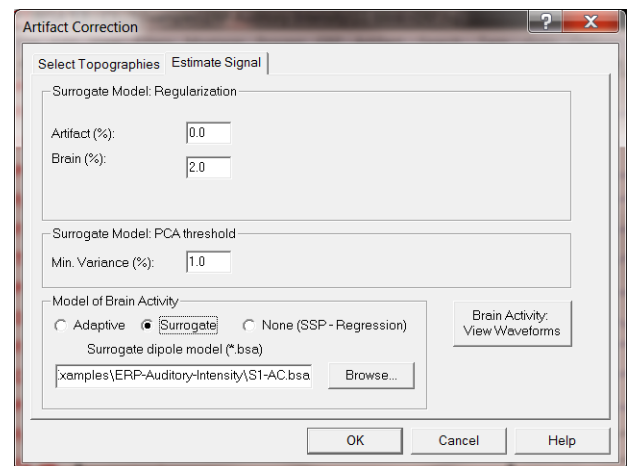 Artifact Correction
? X
Select Topographies Estimate Signal
Surrogate Model: Regularization
Artifact (%): 0.0
Brain (%): 2.0
Surrogate Model: PCA threshold
Min. Variance (%): 1.0
Model of Brain Activity
Adaptive Surrogate None (SSP - Regression)
Surrogate dipole model (*.bsa)
xamples\ERP-Auditory-Intensity\S1-AC.bsa Browse...
Brain Activity:
View Waveforms
OK Cancel Help